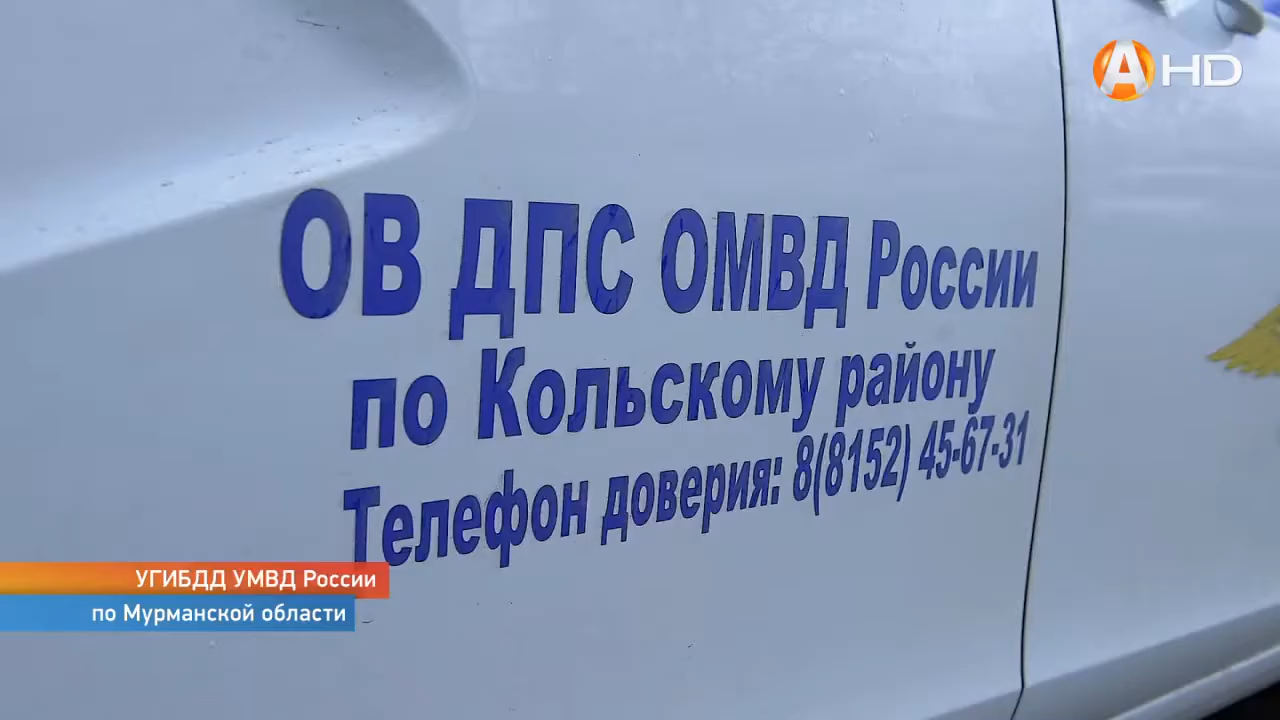 А HD
ОВ ДПС ОМВД России
по Кольскому району
Телефон доверия: 8(8152) 45-67-31
УГИБДД УМВД России
по Мурманской области